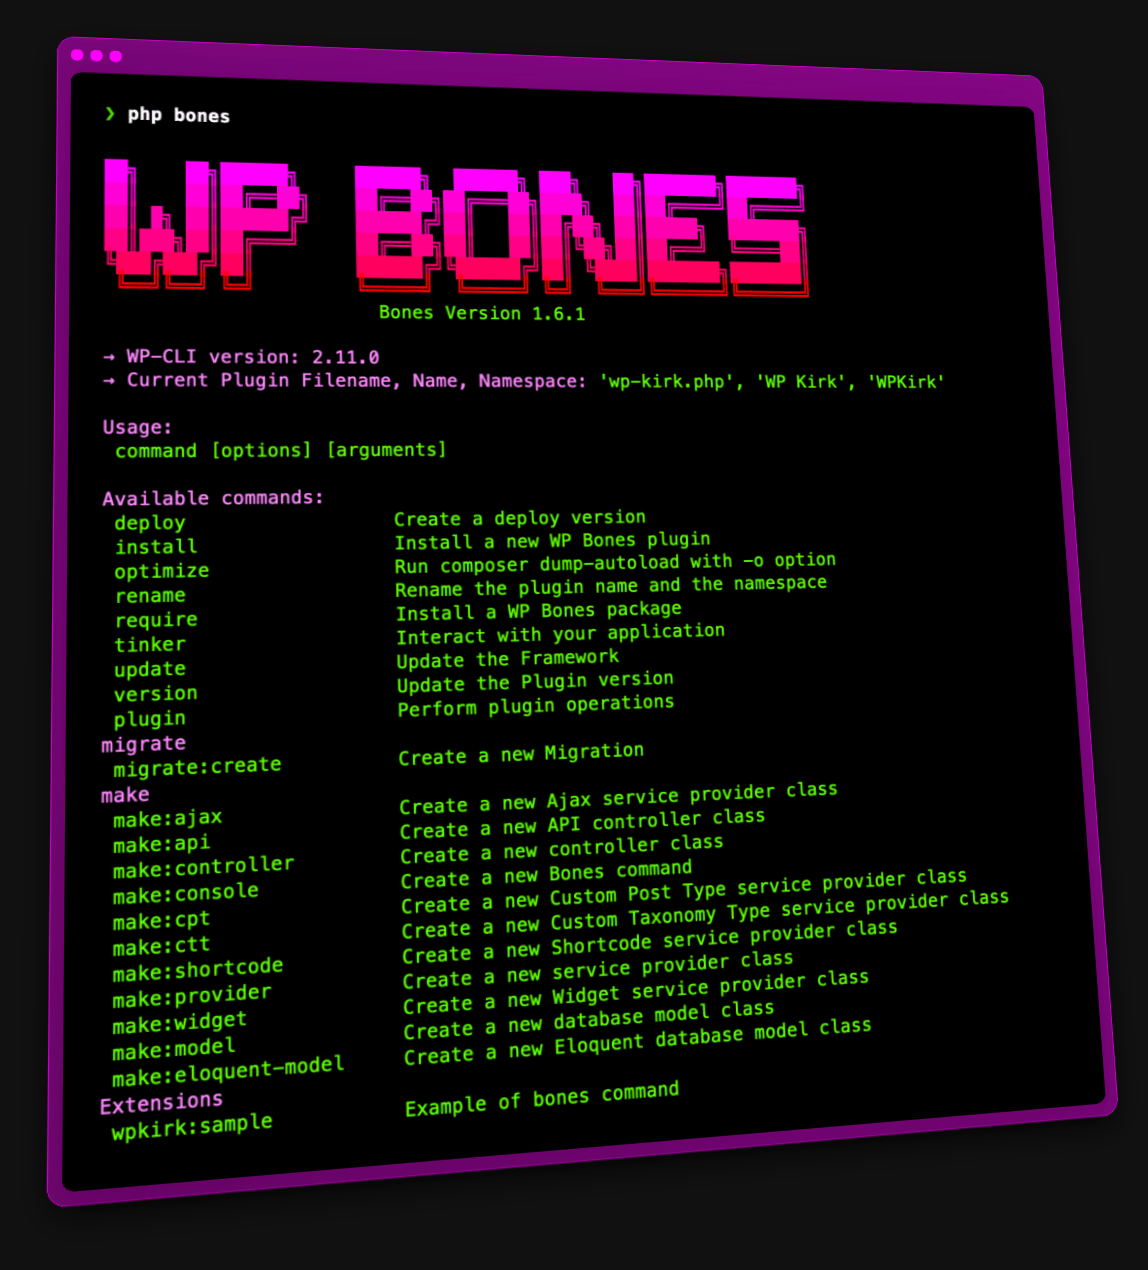 ❯ php bones
WP BONES
Bones Version 1.6.1
→ WP-CLI version: 2.11.0
→ Current Plugin Filename, Name, Namespace: 'wp-kirk.php', 'WP Kirk', 'WPKirk'
Usage:
command [options] [arguments]
Available commands:
deploy Create a deploy version
install Install a new WP Bones plugin
optimize Run composer dump-autoload with -o option
rename Rename the plugin name and the namespace
require Install a WP Bones package
tinker Interact with your application
update Update the Framework
version Update the Plugin version
plugin Perform plugin operations
migrate
migrate:create Create a new Migration
make
make:ajax Create a new Ajax service provider class
make:api Create a new API controller class
make:controller Create a new controller class
make:console Create a new Bones command
make:cpt Create a new Custom Post Type service provider class
make:ctt Create a new Custom Taxonomy Type service provider class
make:shortcode Create a new Shortcode service provider class
make:provider Create a new service provider class
make:widget Create a new Widget service provider class
make:model Create a new database model class
make:eloquent-model Create a new Eloquent database model class
Extensions
wpkirk:sample Example of bones command